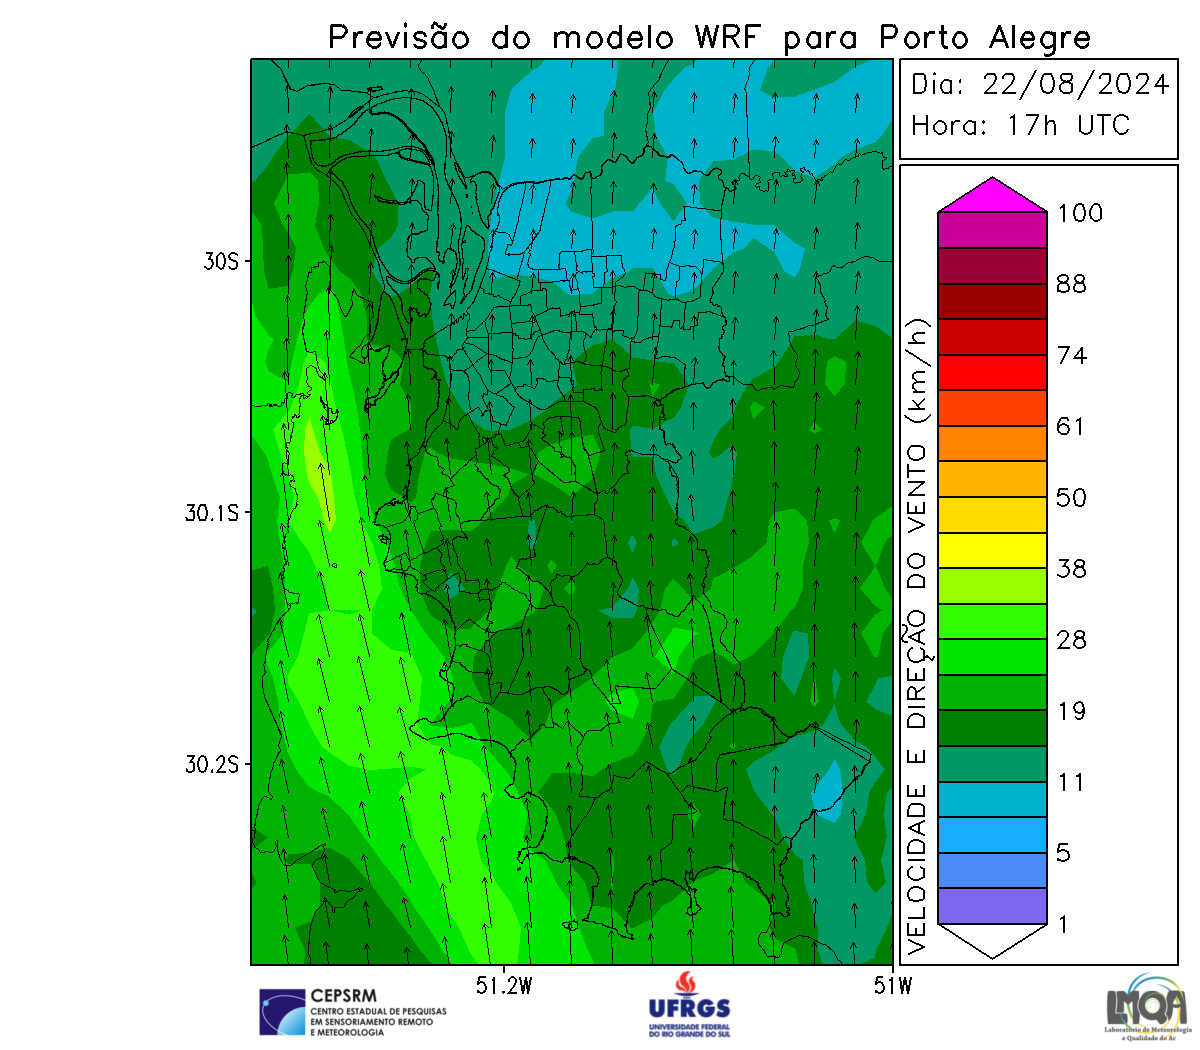 Previsão do modelo WRF para Porto Alegre
Dia: 22/08/2024
Hora: 17h UTC
VELOCIDADE E DIREÇÃO DO VENTO (km/h)
100
88
74
61
50
38
28
19
11
5
1
30S
30.1S
30.2S
51.2W
51W
CEPSRM
CENTRO ESTADUAL DE PESQUISAS
EM SENSORIAMENTO REMOTO
E METEOROLOGIA
UFRGS
UNIVERSIDADE FEDERAL
DO RIO GRANDE DO SUL
LMQA
Laboratório de Meteorologia
e Qualidade do Ar